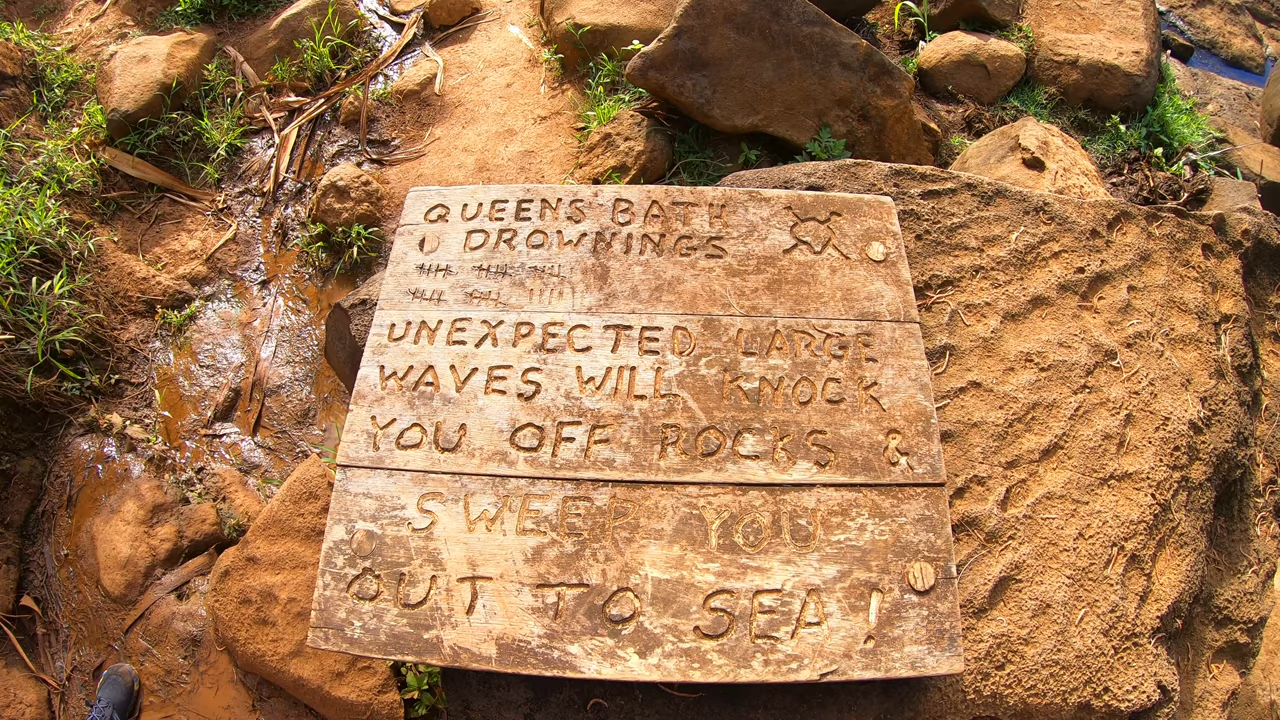 QUEENS BATH
DROWNINGS
UNEXPECTED LARGE
WAVES WILL KNOCK
YOU OFF ROCKS &
SWEEP YOU
OUT TO SEA!